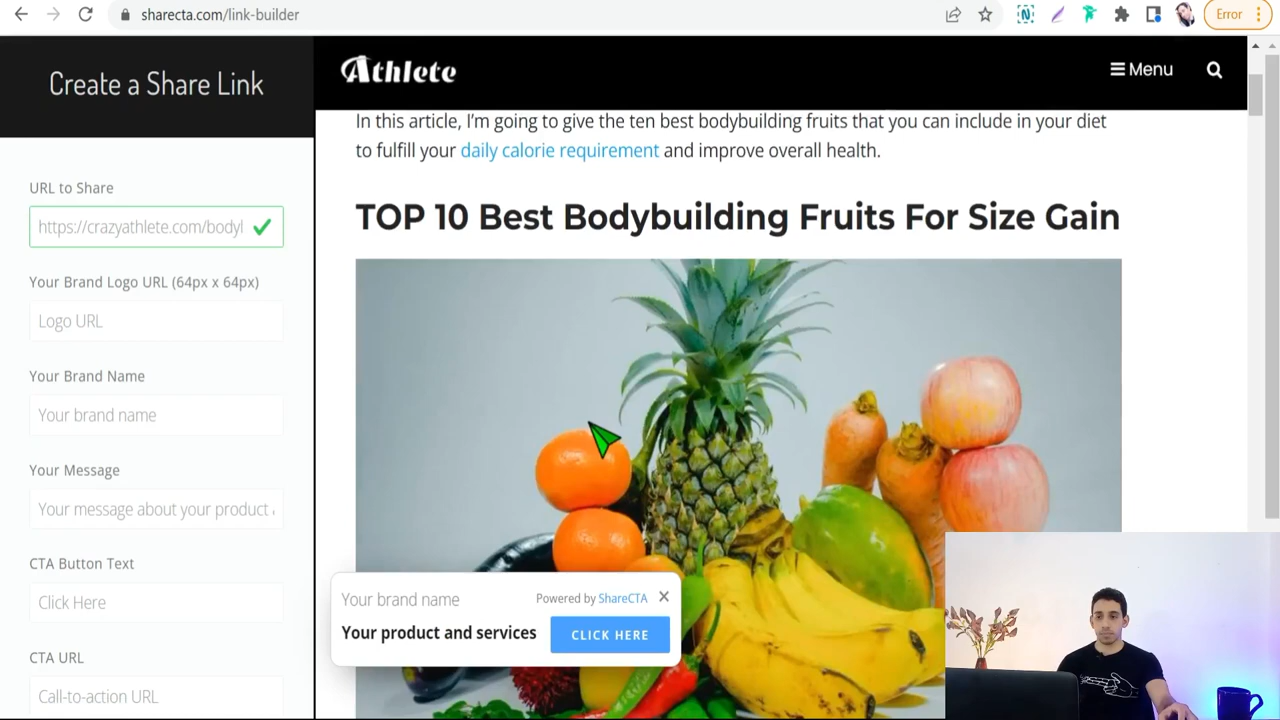 sharecta.com/link-builder
Error
Create a Share Link
URL to Share
https://crazyathlete.com/bodyl
Your Brand Logo URL (64px x 64px)
Logo URL
Your Brand Name
Your brand name
Your Message
Your message about your product
CTA Button Text
Click Here
CTA URL
Call-to-action URL
Athlete
Menu
In this article, I'm going to give the ten best bodybuilding fruits that you can include in your diet
to fulfill your daily calorie requirement and improve overall health.
TOP 10 Best Bodybuilding Fruits For Size Gain
Your brand name
Powered by ShareCTA
Your product and services
CLICK HERE